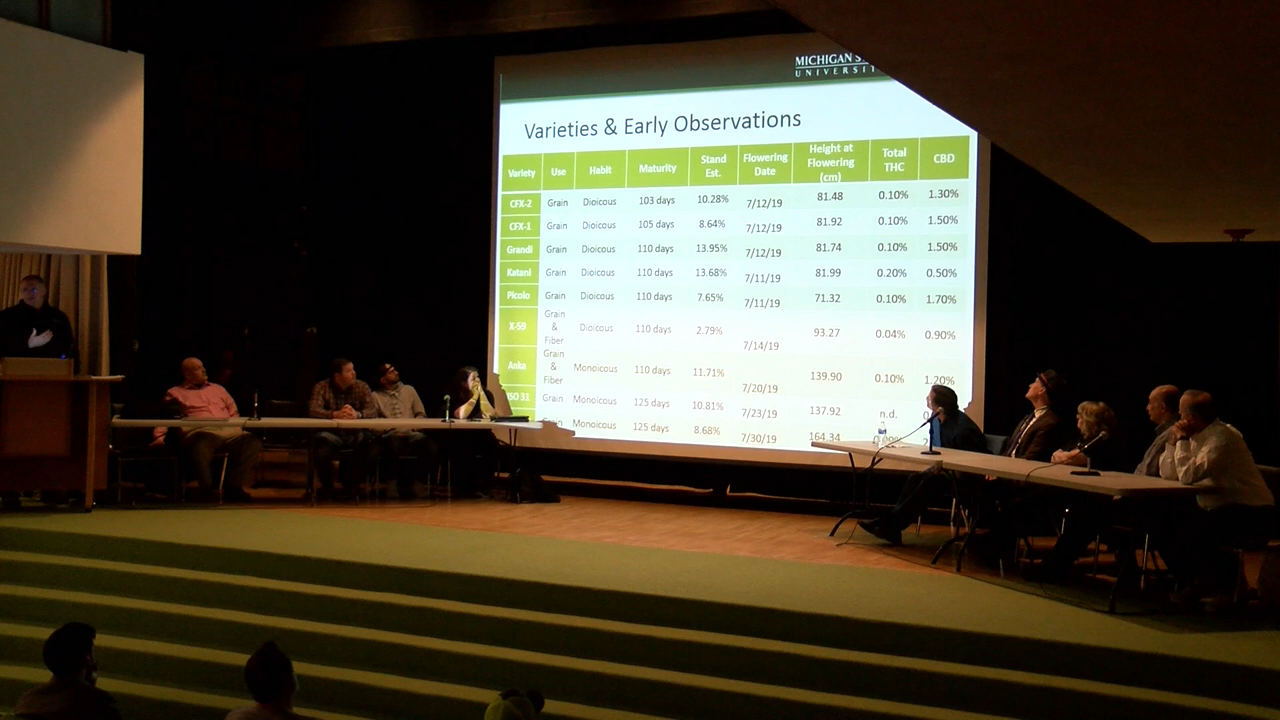 MICHIGAN
UNIVERSIT
Varieties & Early Observations
Variety Use Habit Maturity Stand Est. Flowering Date Height at Flowering (cm) Total THC CBD
CFX-2 Grain Dioicous 103 days 10.28% 7/12/19 81.48 0.10% 1.30%
CFX-1 Grain Dioicous 105 days 8.64% 7/12/19 81.92 0.10% 1.50%
Grandi Grain Dioicous 110 days 13.95% 7/12/19 81.74 0.10% 1.50%
Katani Grain Dioicous 110 days 13.68% 7/11/19 81.99 0.20% 0.50%
Picolo Grain Dioicous 110 days 7.65% 7/11/19 71.32 0.10% 1.70%
X-59 Grain & Fiber Dioicous 110 days 2.79% 7/14/19 93.27 0.04% 0.90%
Anka Grain & Fiber Monoicous 110 days 11.71% 7/20/19 139.90 0.10% 1.20%
31 Grain Monoicous 125 days 10.81% 7/23/19 137.92 n.d.
Monoicous 125 days 8.68% 7/30/19 164.34